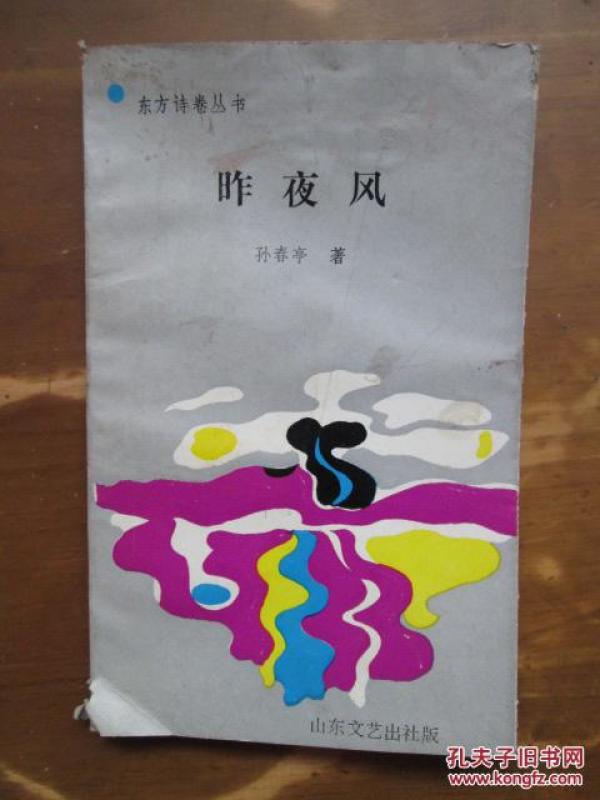 东方诗卷丛书
昨夜风
孙春亭 著
山东文艺出社版
孔夫子旧书网
www.kongfz.com